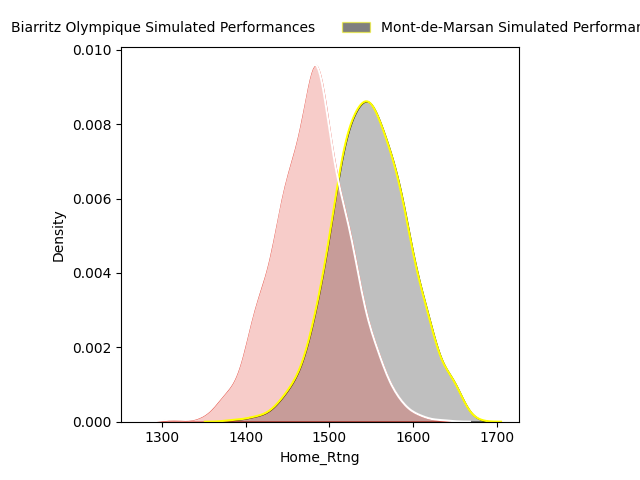 Biarritz Olympique Simulated Performances
Mont-de-Marsan Simulated
0.010
0.008
0.006
0.004
0.002
0.000
Density
1300 1400 1500 1600 1700
Home_Rtng